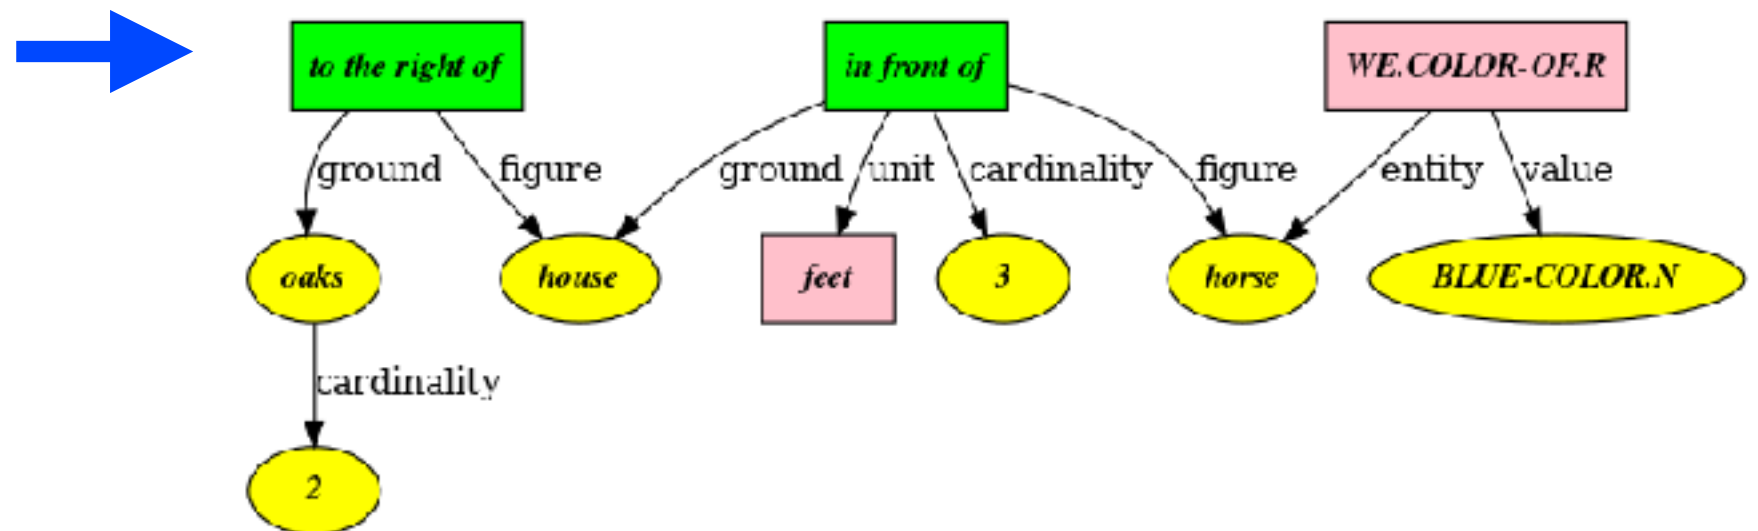 to the right of
in front of
WE.COLOR-OF.R
ground
figure
ground
unit
cardinality
figure
entity
value
oaks
house
feet
3
horse
BLUE-COLOR.N
cardinality
2